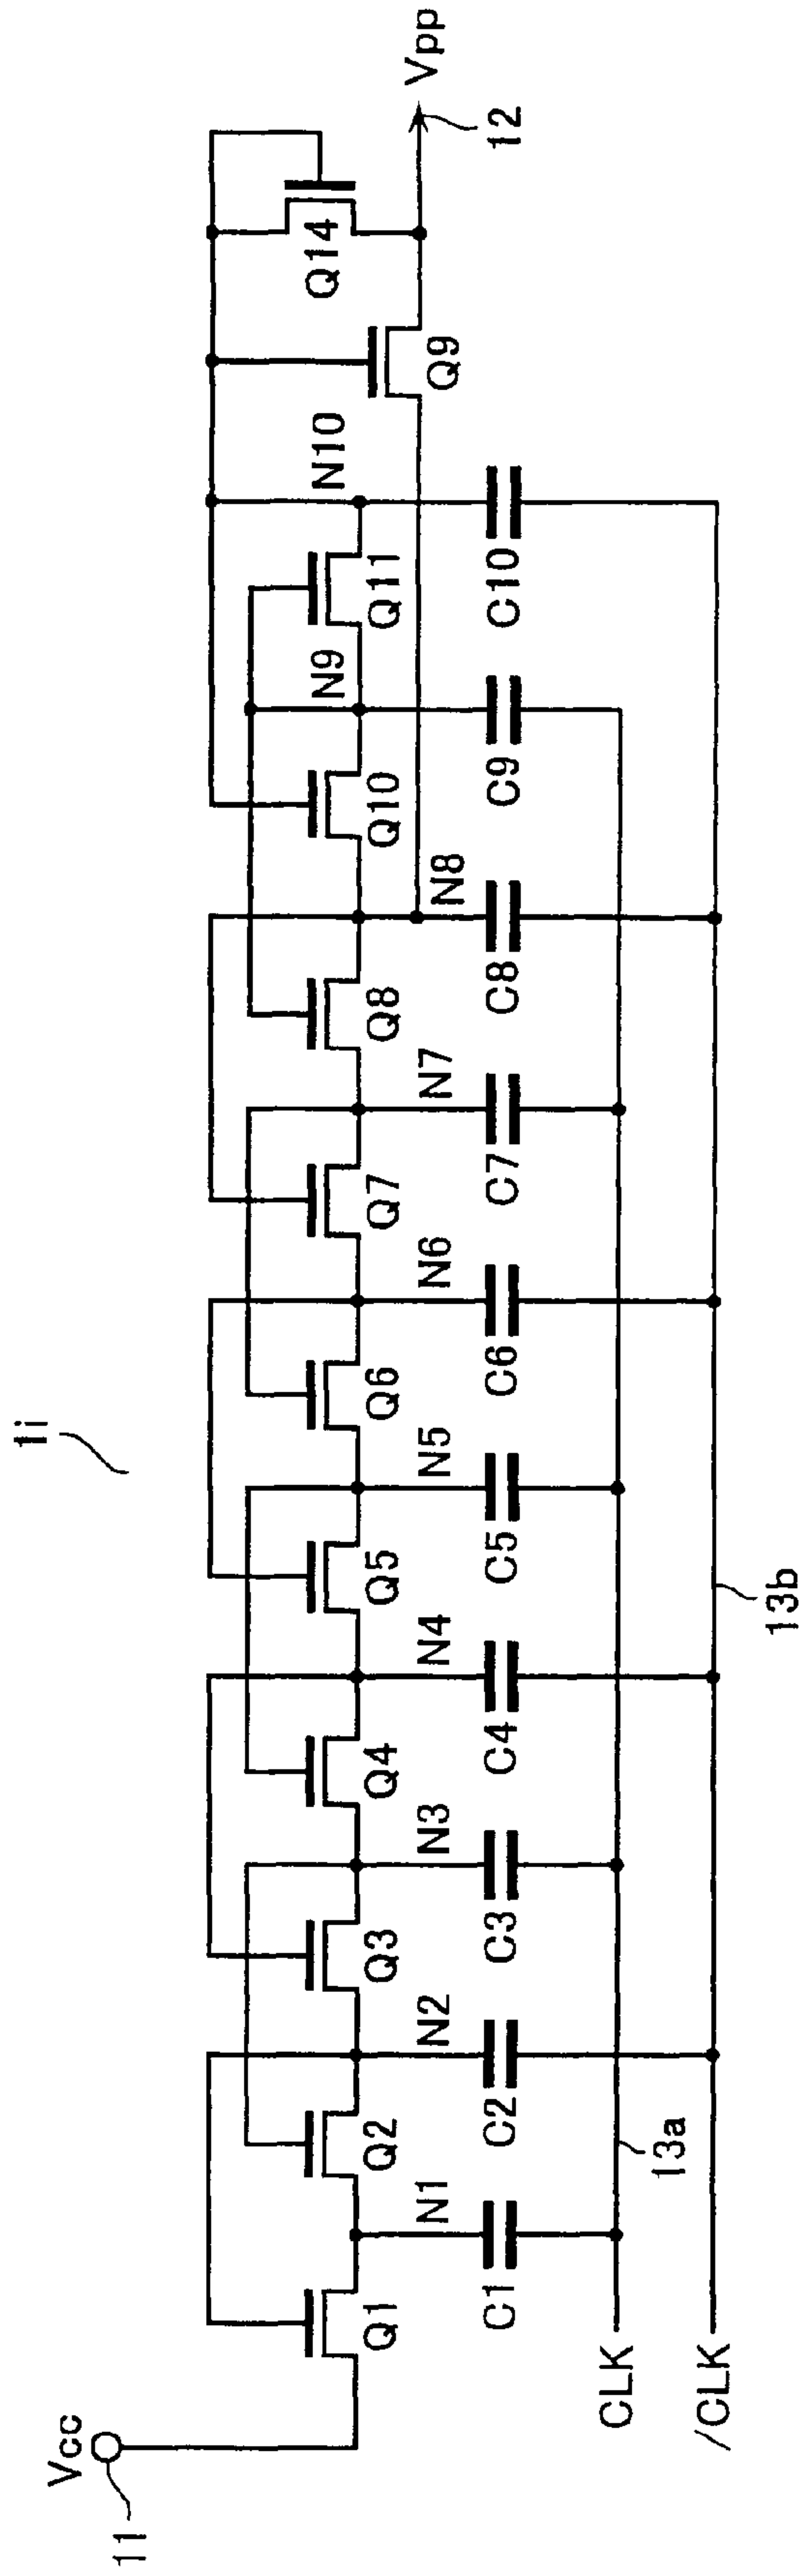 1i
Vcc
11
Q1
Q2
Q3
Q4
Q5
Q6
Q7
Q8
Q10
Q11
Q9
Q14
Vpp
12
N1
N2
N3
N4
N5
N6
N7
N8
N9
N10
C1
C2
C3
C4
C5
C6
C7
C8
C9
C10
CLK
13a
/CLK
13b